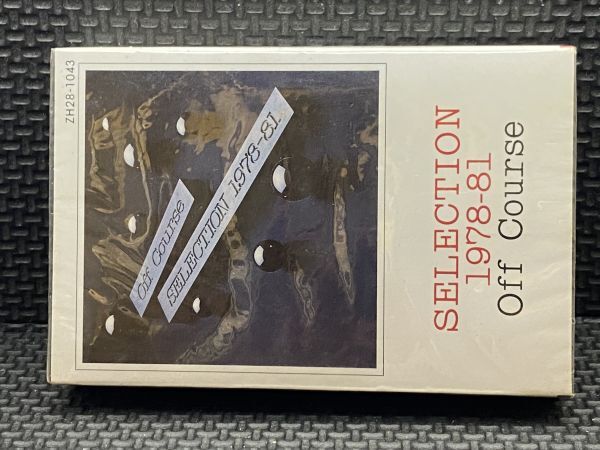 ZH28-1043
Off Course
SELECTION 1978-81
SELECTION
1978-81
Off Course